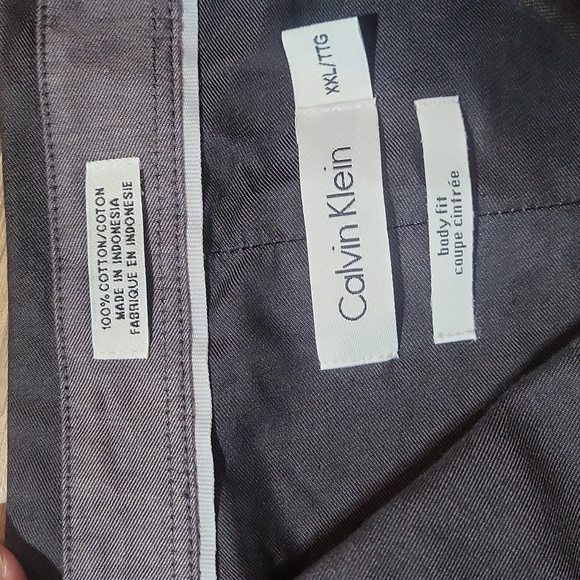 XXL/TTG
Calvin Klein
body fit
coupe cintrée
100% COTTON/COTON
MADE IN INDONESIA
FABRIQUE EN INDONESIE